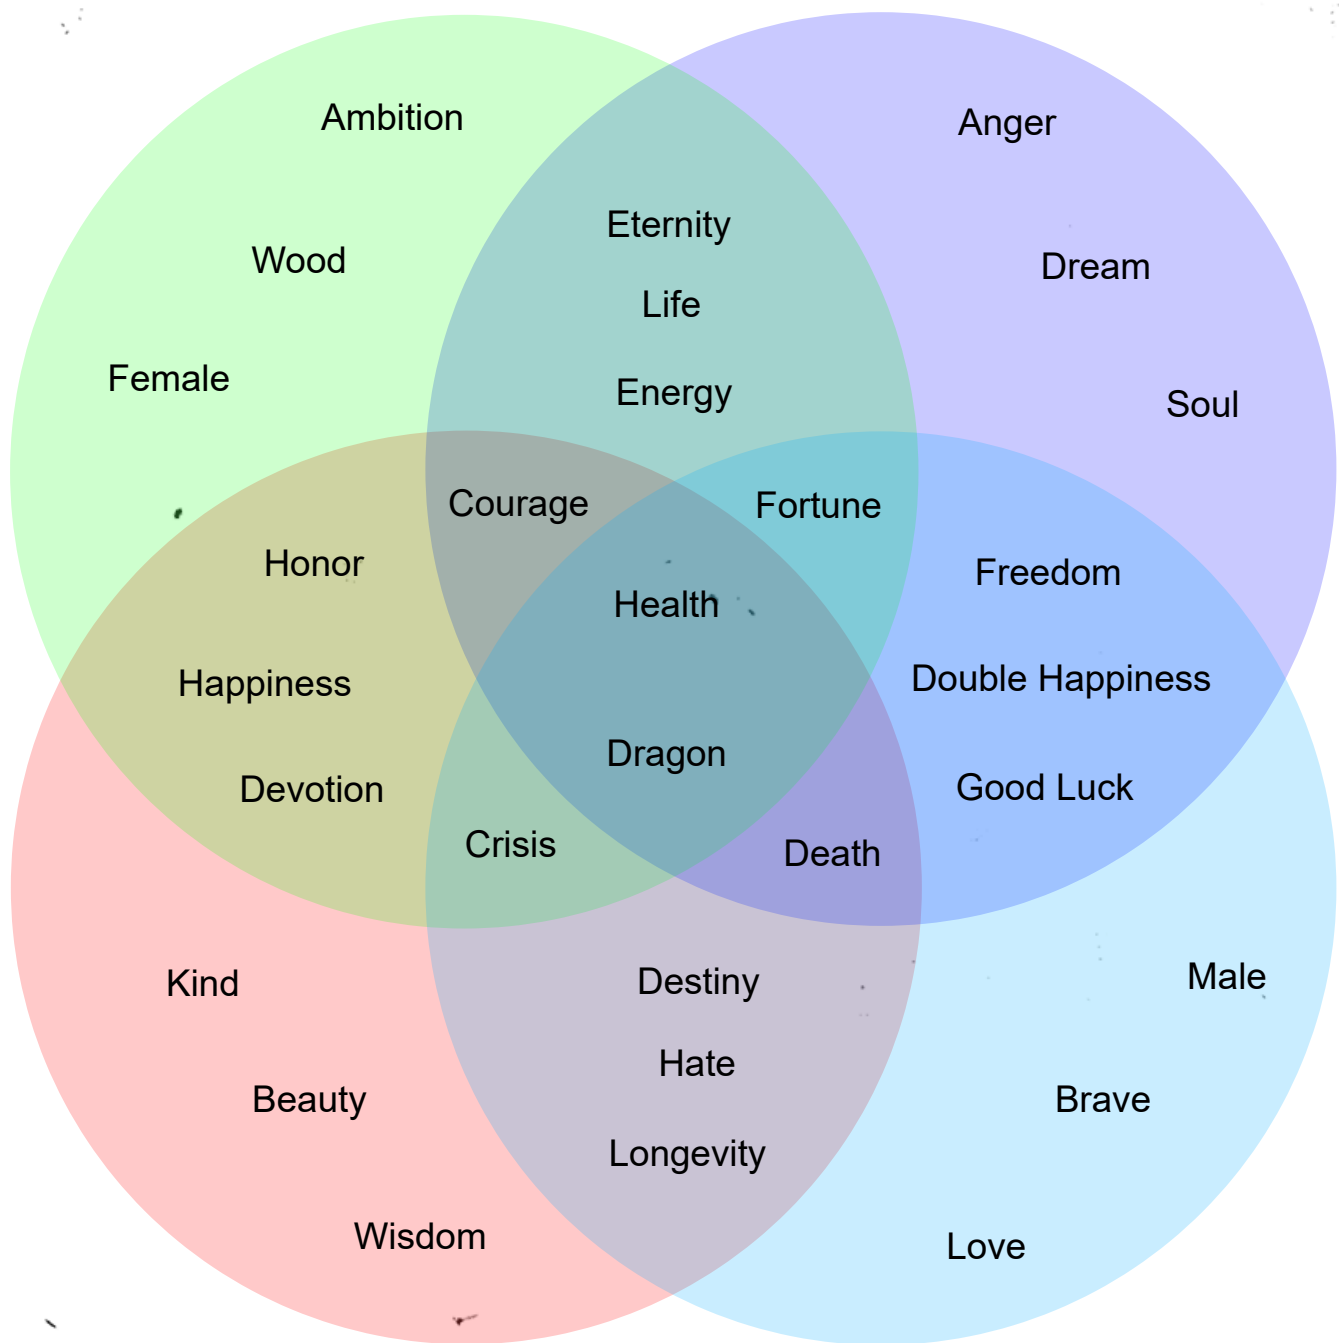 Ambition
Anger
Eternity
Wood
Dream
Life
Female
Energy
Soul
Courage
Fortune
Honor
Freedom
Health
Happiness
Double Happiness
Dragon
Devotion
Good Luck
Crisis
Death
Kind
Destiny
Male
Hate
Beauty
Brave
Longevity
Wisdom
Love